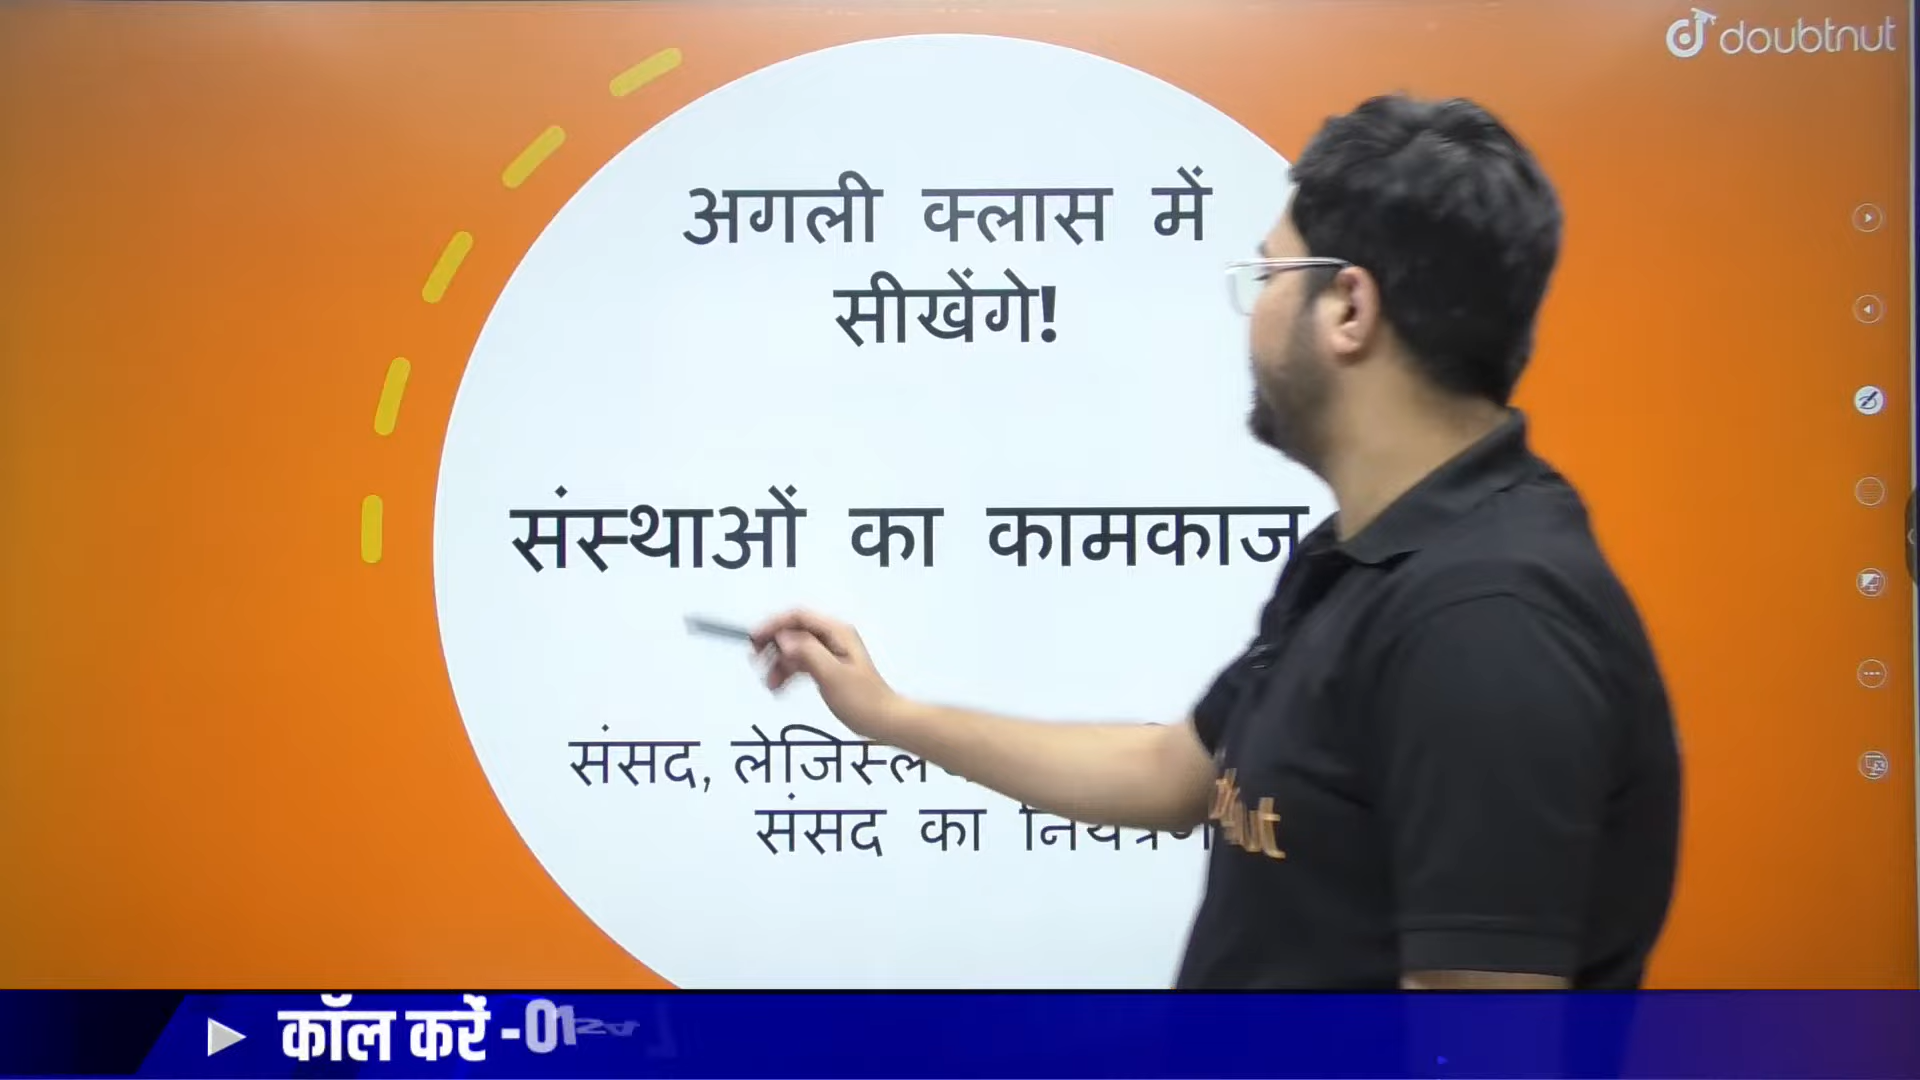 doubtnut
अगली क्लास में
सीखेंगे!
संस्थाओं का कामकाज
संसद,
संसद का
कॉल करें -01